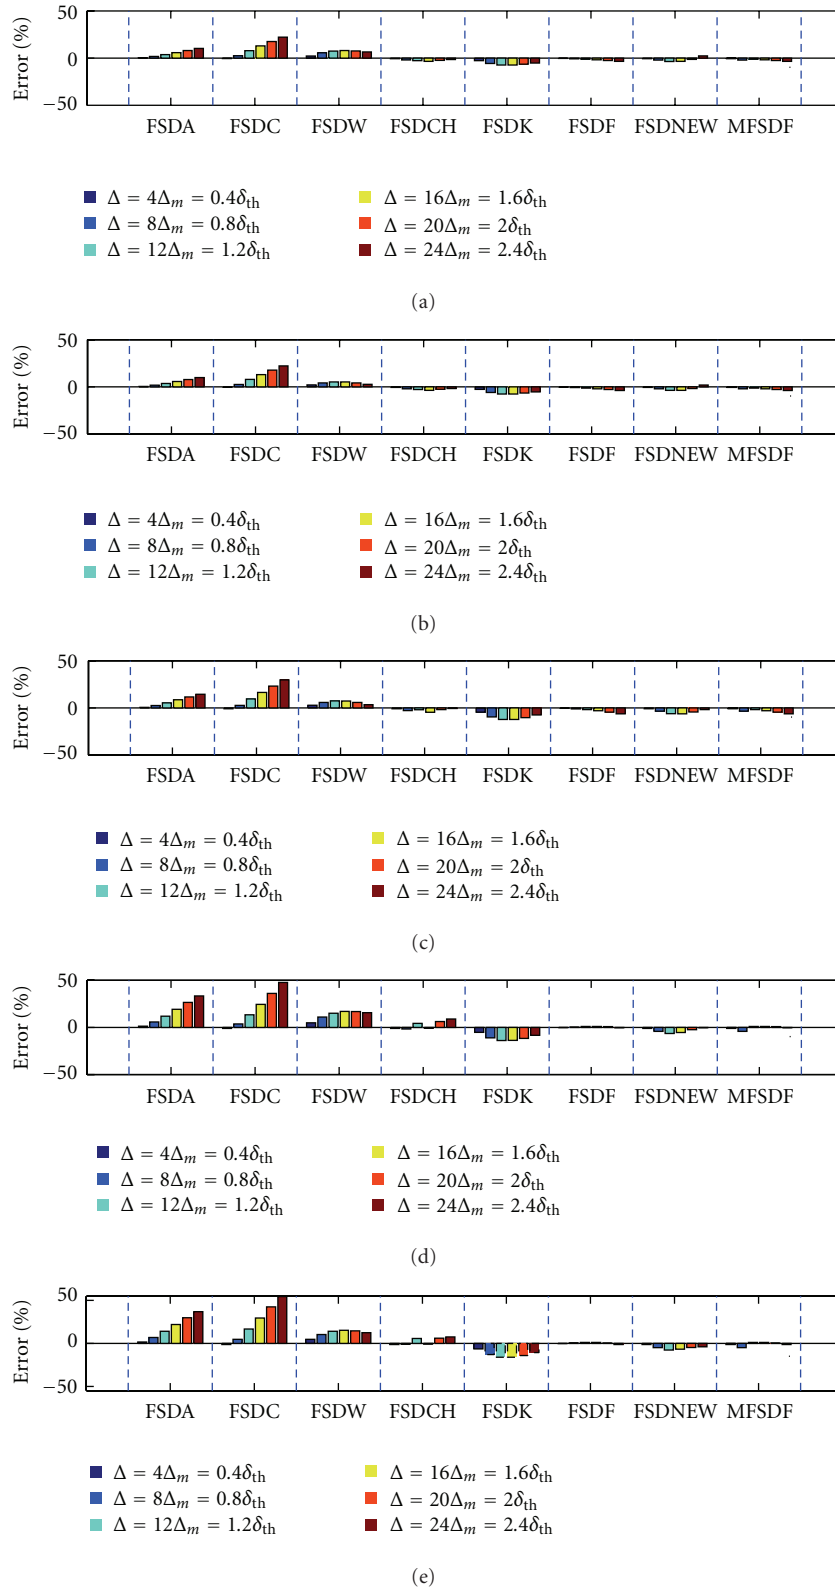 50
Error (%)
0
−50
FSDA FSDC FSDW FSDCH FSDK FSDF FSDNEW MFSDF
Δ = 4Δm = 0.4δth
Δ = 16Δm = 1.6δth
Δ = 8Δm = 0.8δth
Δ = 20Δm = 2δth
Δ = 12Δm = 1.2δth
Δ = 24Δm = 2.4δth
(a)
50
Error (%)
0
−50
FSDA FSDC FSDW FSDCH FSDK FSDF FSDNEW MFSDF
Δ = 4Δm = 0.4δth
Δ = 16Δm = 1.6δth
Δ = 8Δm = 0.8δth
Δ = 20Δm = 2δth
Δ = 12Δm = 1.2δth
Δ = 24Δm = 2.4δth
(b)
50
Error (%)
0
−50
FSDA FSDC FSDW FSDCH FSDK FSDF FSDNEW MFSDF
Δ = 4Δm = 0.4δth
Δ = 16Δm = 1.6δth
Δ = 8Δm = 0.8δth
Δ = 20Δm = 2δth
Δ = 12Δm = 1.2δth
Δ = 24Δm = 2.4δth
(c)
50
Error (%)
0
−50
FSDA FSDC FSDW FSDCH FSDK FSDF FSDNEW MFSDF
Δ = 4Δm = 0.4δth
Δ = 16Δm = 1.6δth
Δ = 8Δm = 0.8δth
Δ = 20Δm = 2δth
Δ = 12Δm = 1.2δth
Δ = 24Δm = 2.4δth
(d)
50
Error (%)
0
−50
FSDA FSDC FSDW FSDCH FSDK FSDF FSDNEW MFSDF
Δ = 4Δm = 0.4δth
Δ = 16Δm = 1.6δth
Δ = 8Δm = 0.8δth
Δ = 20Δm = 2δth
Δ = 12Δm = 1.2δth
Δ = 24Δm = 2.4δth
(e)